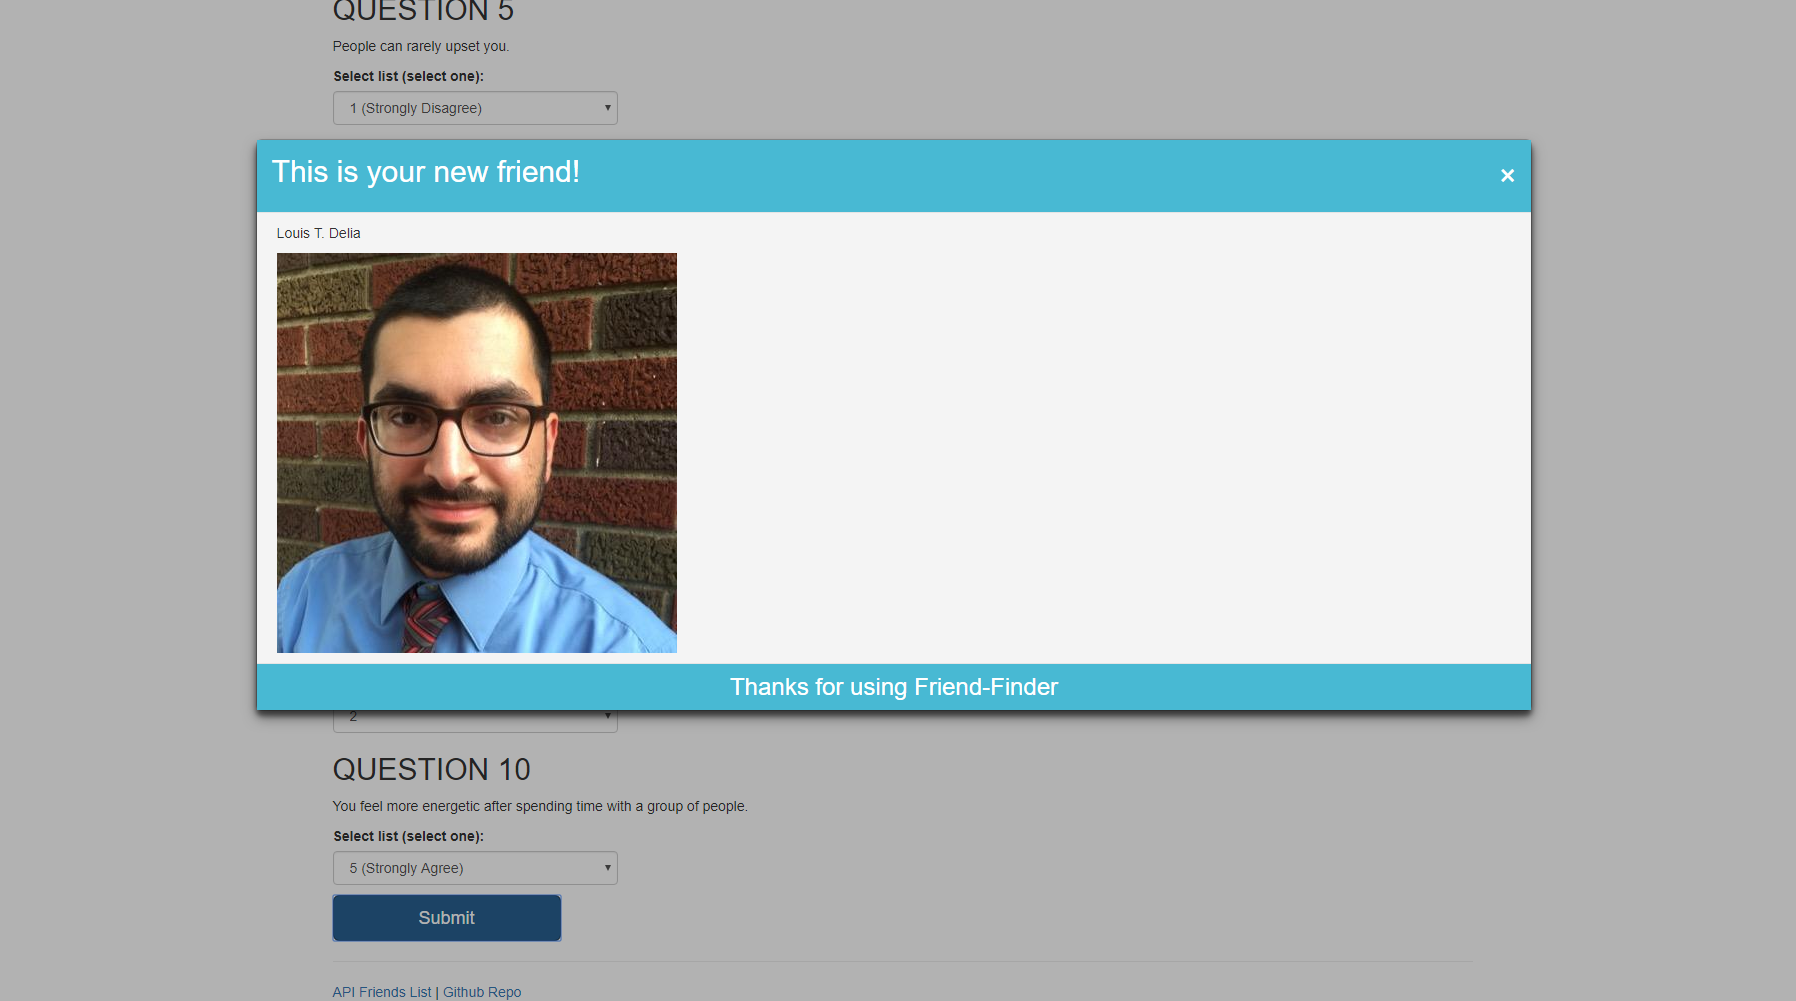 QUESTION 5
People can rarely upset you.
Select list (select one):
1 (Strongly Disagree)
This is your new friend!
×
Louis T. Delia
Thanks for using Friend-Finder
2
QUESTION 10
You feel more energetic after spending time with a group of people.
Select list (select one):
5 (Strongly Agree)
Submit
API Friends List | Github Repo